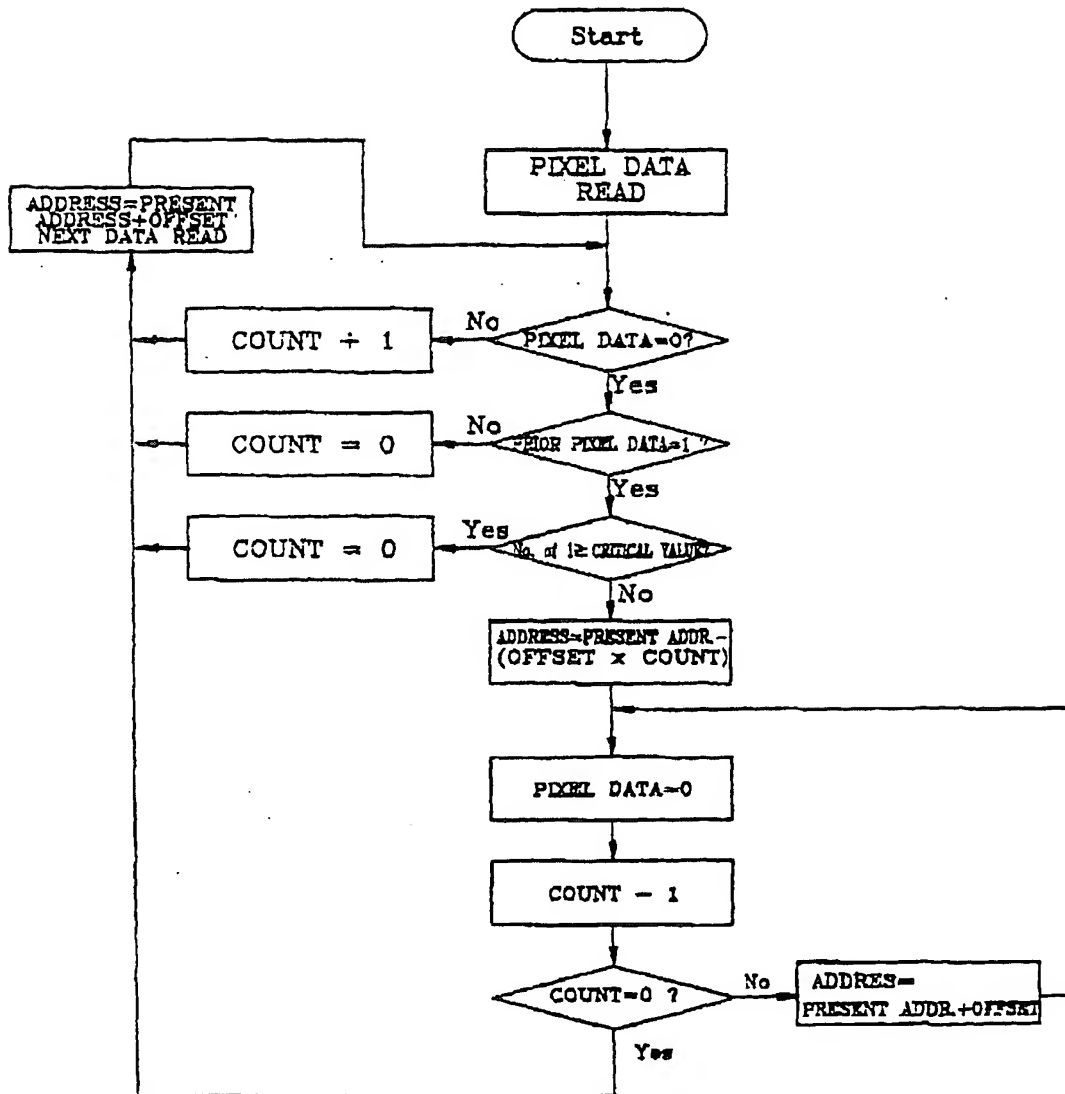 Start
PIXEL DATA
READ
ADDRESS=PRESENT
ADDRESS+OFFSET
NEXT DATA READ
PIXEL DATA=0?
No
COUNT + 1
Yes
PRIOR PIXEL DATA=1 ?
No
COUNT = 0
Yes
No. of 1≥ CRITICAL VALUE?
Yes
COUNT = 0
No
ADDRESS=PRESENT ADDR.-
(OFFSET x COUNT)
PIXEL DATA=0
COUNT - 1
COUNT=0 ?
No
ADDRES=
PRESENT ADDR.+OFFSET
Yes